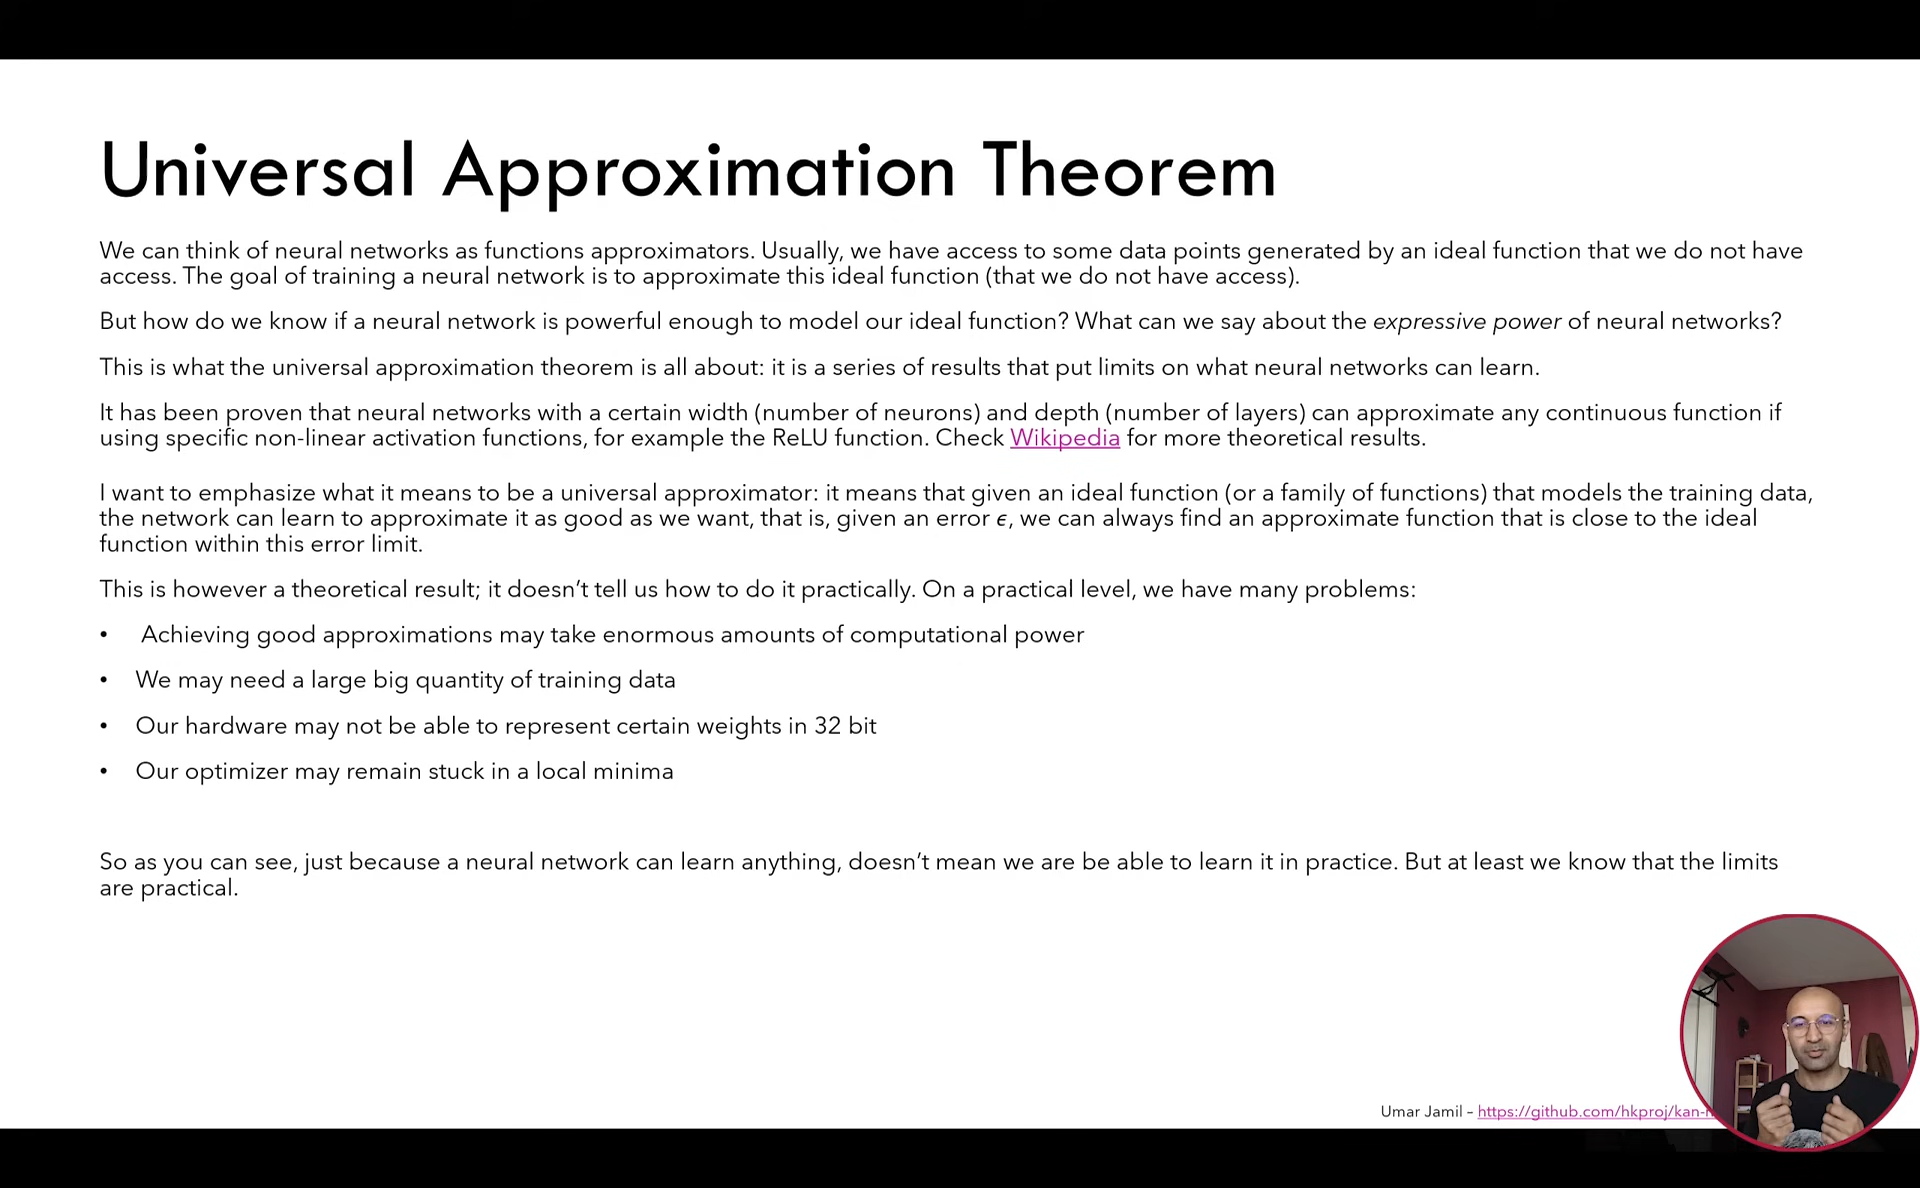 Universal Approximation Theorem
We can think of neural networks as functions approximators. Usually, we have access to some data points generated by an ideal function that we do not have
access. The goal of training a neural network is to approximate this ideal function (that we do not have access).
But how do we know if a neural network is powerful enough to model our ideal function? What can we say about the expressive power of neural networks?
This is what the universal approximation theorem is all about: it is a series of results that put limits on what neural networks can learn.
It has been proven that neural networks with a certain width (number of neurons) and depth (number of layers) can approximate any continuous function if
using specific non-linear activation functions, for example the ReLU function. Check Wikipedia for more theoretical results.
I want to emphasize what it means to be a universal approximator: it means that given an ideal function (or a family of functions) that models the training data,
the network can learn to approximate it as good as we want, that is, given an error ϵ, we can always find an approximate function that is close to the ideal
function within this error limit.
This is however a theoretical result; it doesn't tell us how to do it practically. On a practical level, we have many problems:
• Achieving good approximations may take enormous amounts of computational power
• We may need a large big quantity of training data
• Our hardware may not be able to represent certain weights in 32 bit
• Our optimizer may remain stuck in a local minima
So as you can see, just because a neural network can learn anything, doesn't mean we are be able to learn it in practice. But at least we know that the limits
are practical.
Umar Jamil – https://github.com/hkproj/kan-